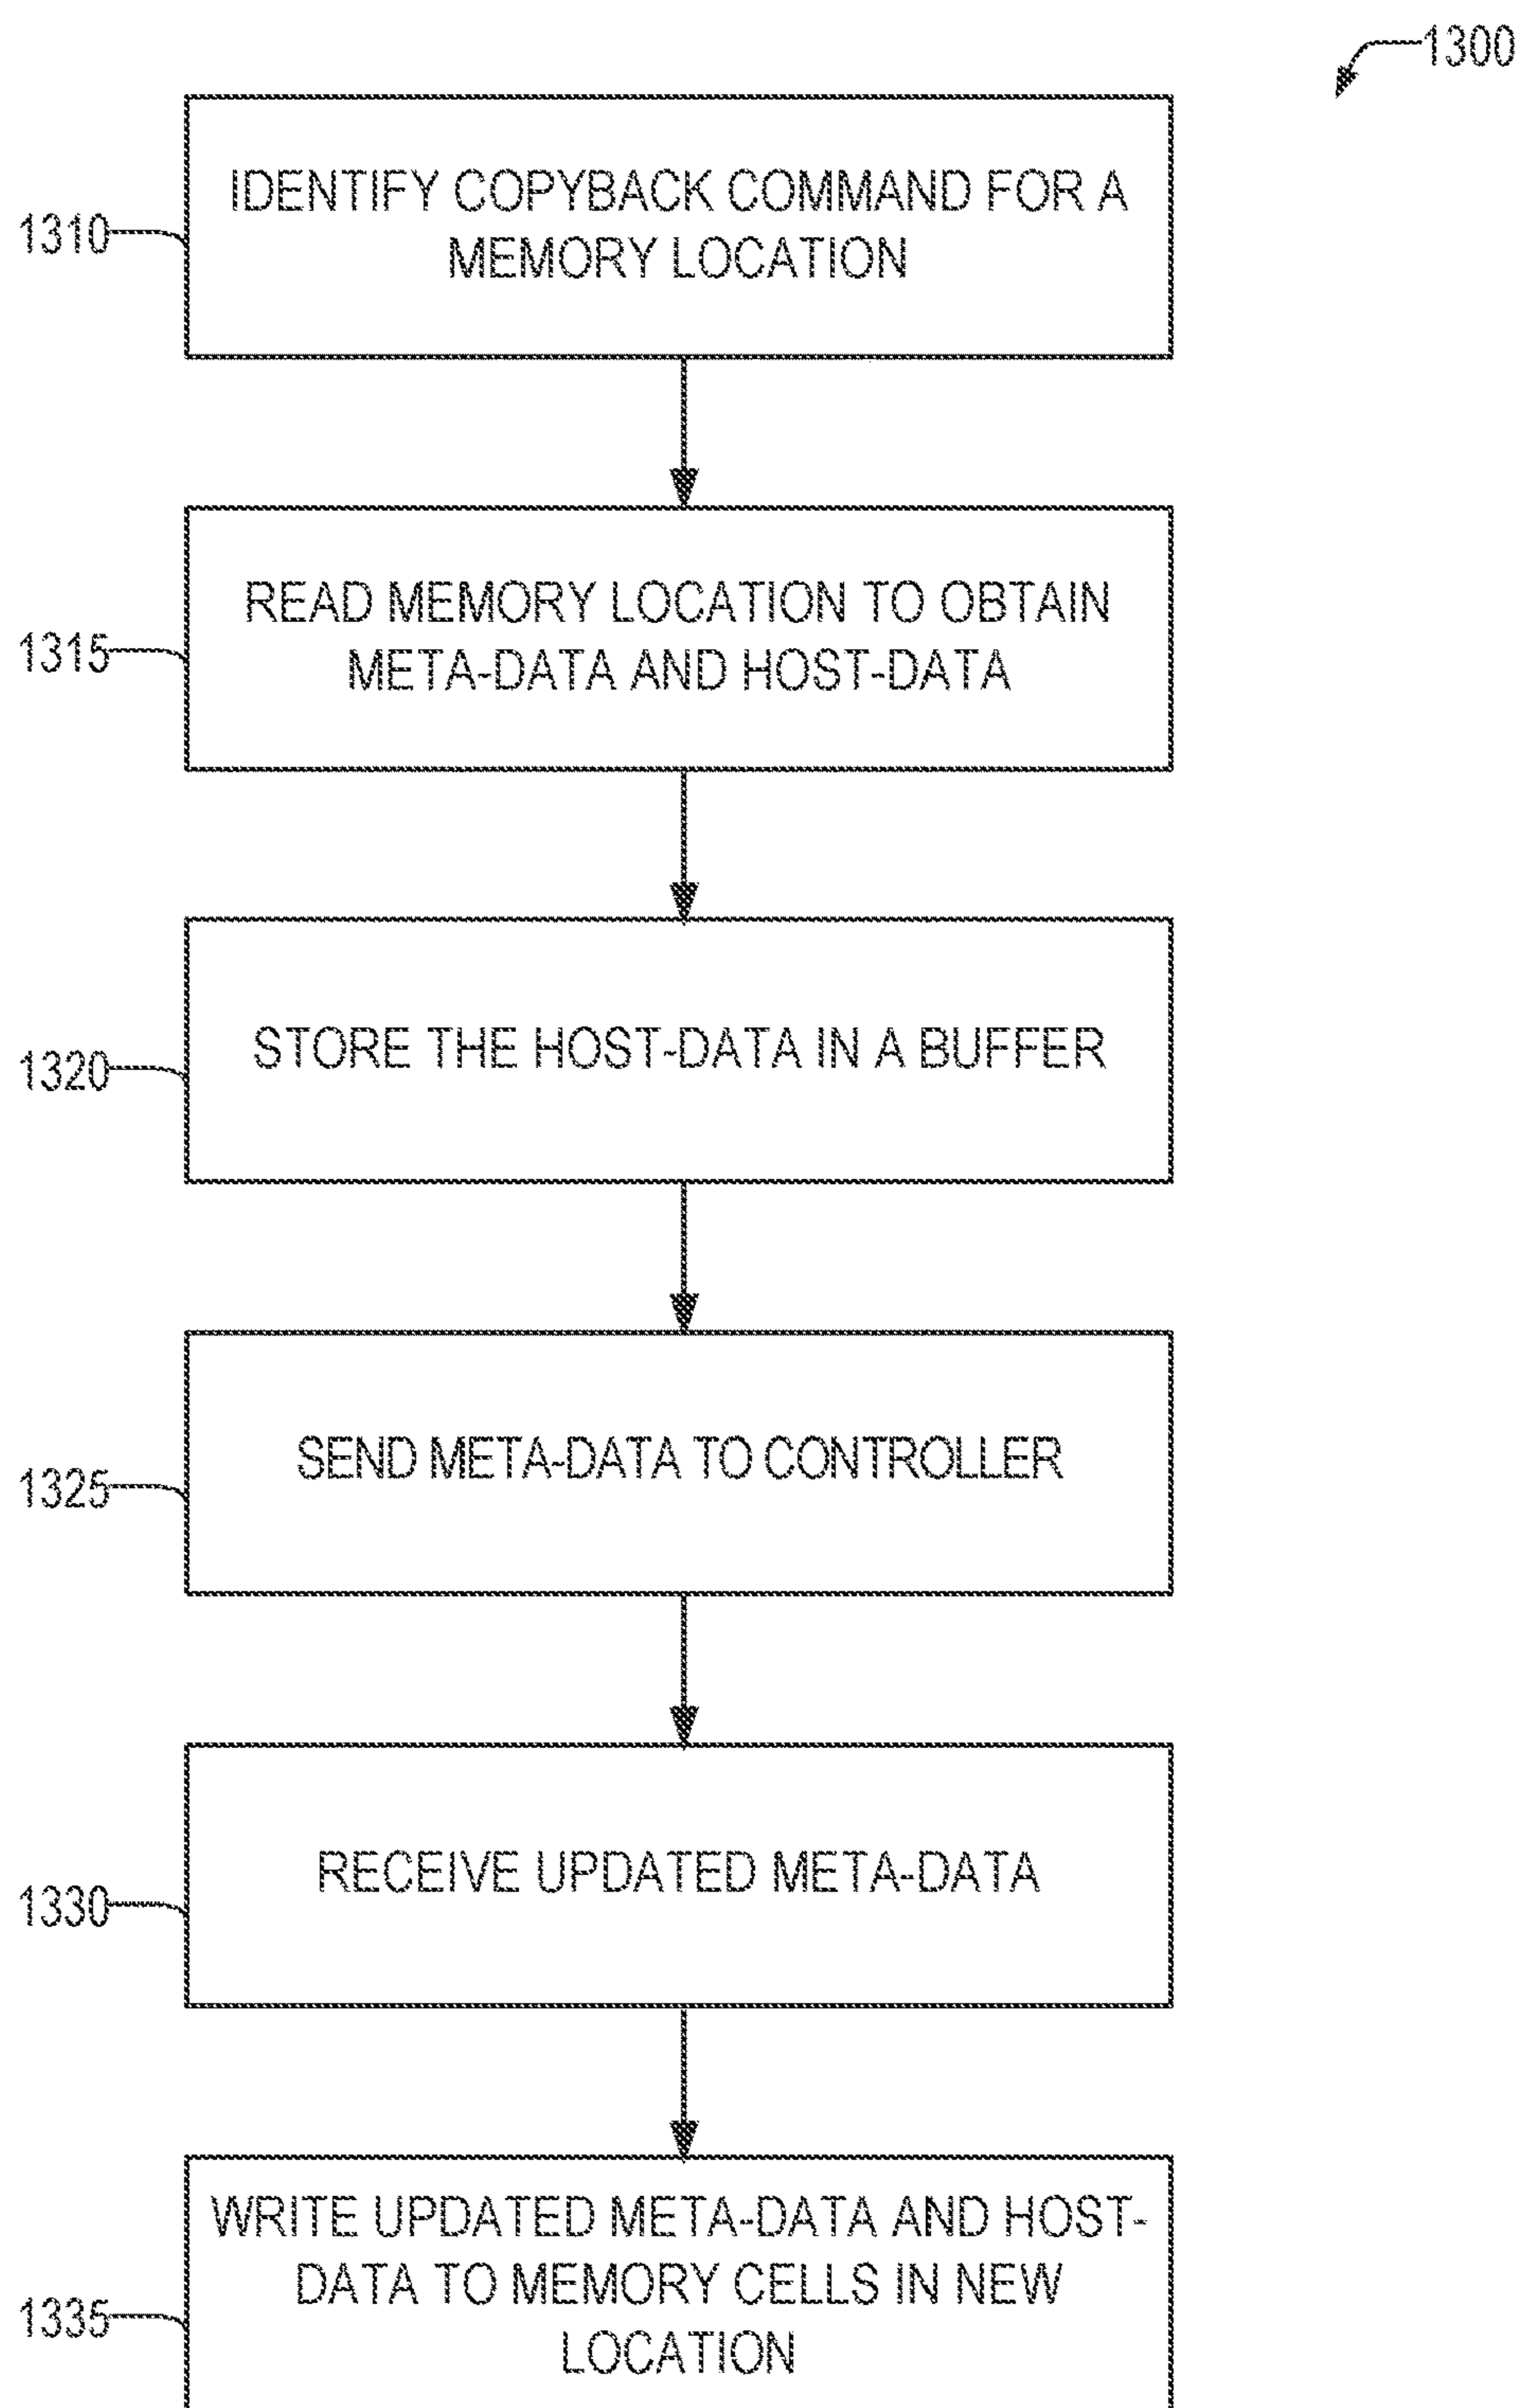 1300
IDENTIFY COPYBACK COMMAND FOR A
MEMORY LOCATION
1310
READ MEMORY LOCATION TO OBTAIN
META-DATA AND HOST-DATA
1315
STORE THE HOST-DATA IN A BUFFER
1320
SEND META-DATA TO CONTROLLER
1325
RECEIVE UPDATED META-DATA
1330
WRITE UPDATED META-DATA AND HOST-
DATA TO MEMORY CELLS IN NEW
LOCATION
1335